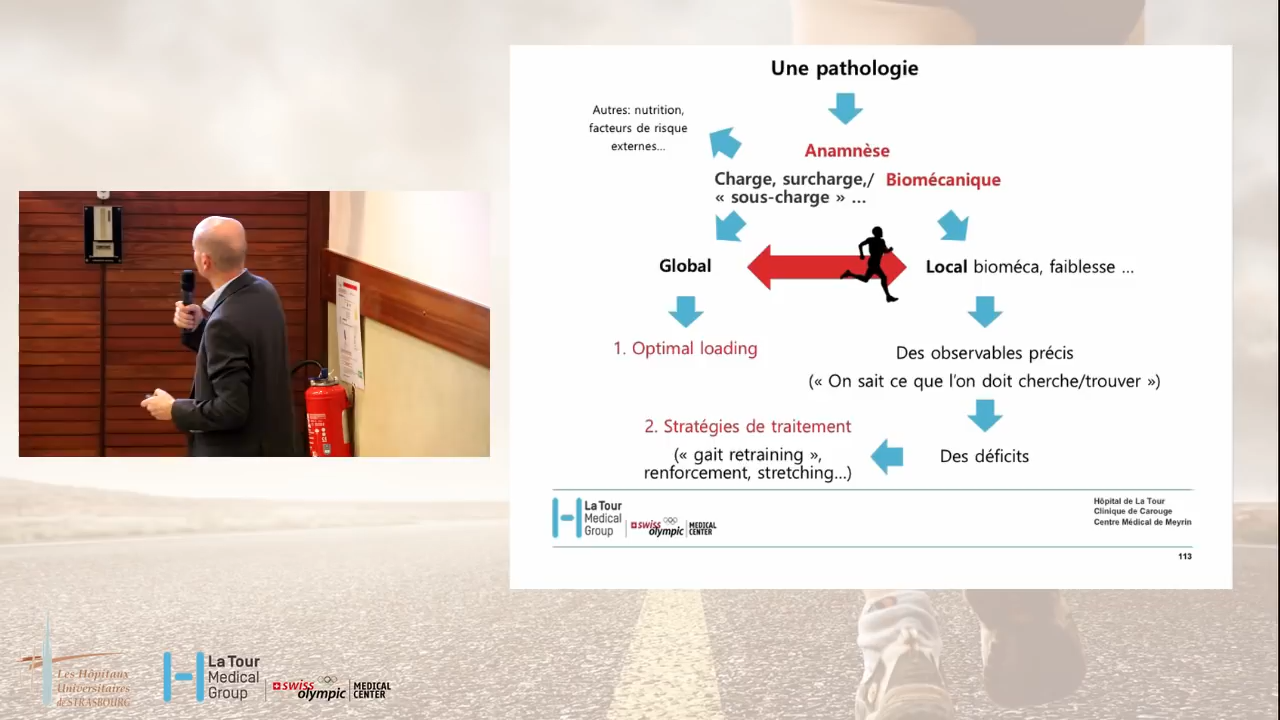 Une pathologie
Autres: nutrition,
facteurs de risque
externes...
Anamnèse
Charge, surcharge,/ Biomécanique
« sous-charge » ...
Global
Local bioméca, faiblesse ...
1. Optimal loading
Des observables précis
(« On sait ce que l'on doit cherche/trouver »)
2. Stratégies de traitement
(« gait retraining »,
renforcement, stretching...)
Des déficits
La Tour
Medical
Group
swiss
olympic
MEDICAL
CENTER
Hôpital de La Tour
Clinique de Carouge
Centre Médical de Meyrin
113
Les Hôpitaux
Universitaires
de STRASBOURG
La Tour
Medical
Group
swiss
olympic
MEDICAL
CENTER